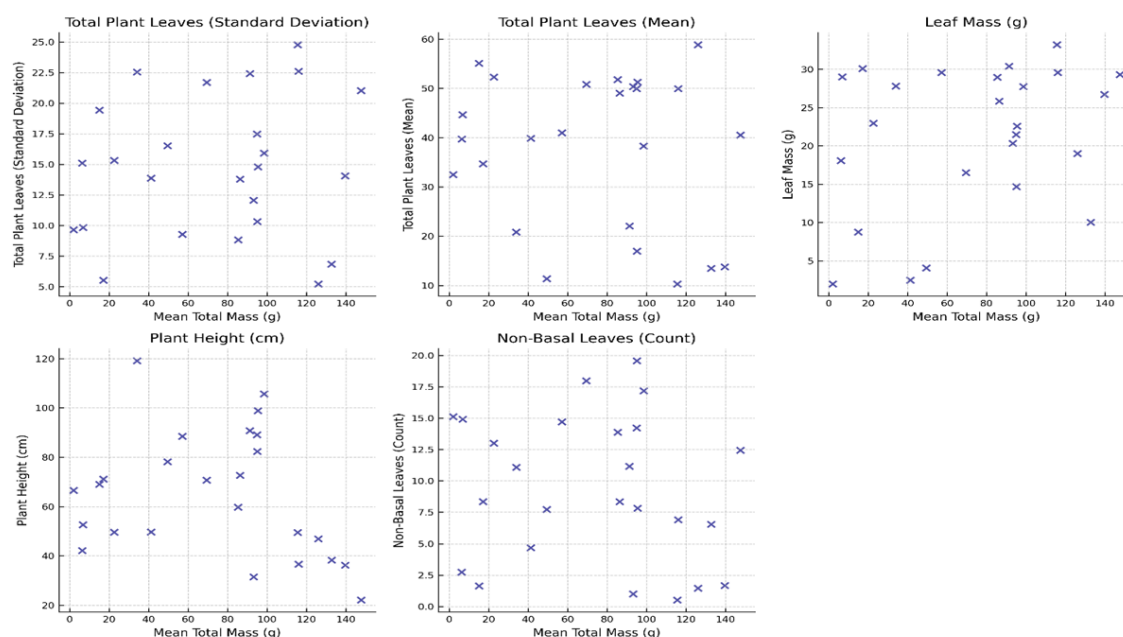 Total Plant Leaves (Standard Deviation)
Total Plant Leaves (Standard Deviation)
25.0
22.5
20.0
17.5
15.0
12.5
10.0
7.5
5.0
0 20 40 60 80 100 120 140
Mean Total Mass (g)
Total Plant Leaves (Mean)
Total Plant Leaves (Mean)
60
50
40
30
20
10
0 20 40 60 80 100 120 140
Mean Total Mass (g)
Leaf Mass (g)
Leaf Mass (g)
30
25
20
15
10
5
0 20 40 60 80 100 120 140
Mean Total Mass (g)
Plant Height (cm)
Plant Height (cm)
120
100
80
60
40
20
0 20 40 60 80 100 120 140
Mean Total Mass (g)
Non-Basal Leaves (Count)
Non-Basal Leaves (Count)
20.0
17.5
15.0
12.5
10.0
7.5
5.0
2.5
0.0
0 20 40 60 80 100 120 140
Mean Total Mass (g)